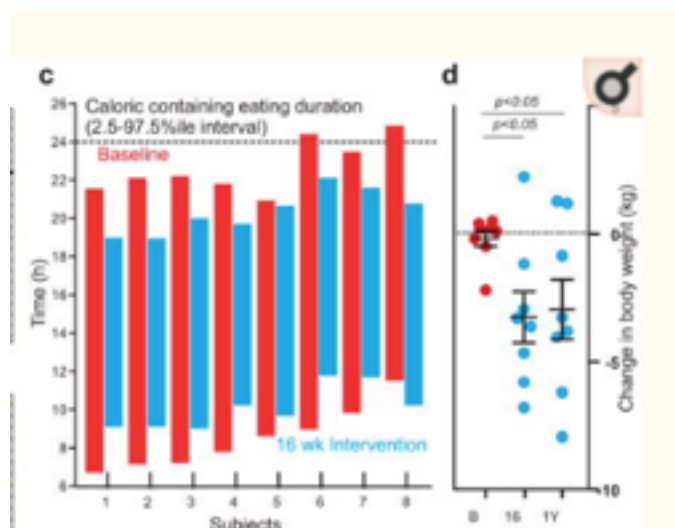 c
Caloric containing eating duration
(2.5-97.5%ile interval)
Baseline
26
24
22
20
18
16
14
12
10
8
6
Time (h)
16 wk Intervention
1 2 3 4 5 6 7 8
Subjects
d
p<0.05
p<0.05
0
-5
-10
Change in body weight (kg)
B 16 1Y